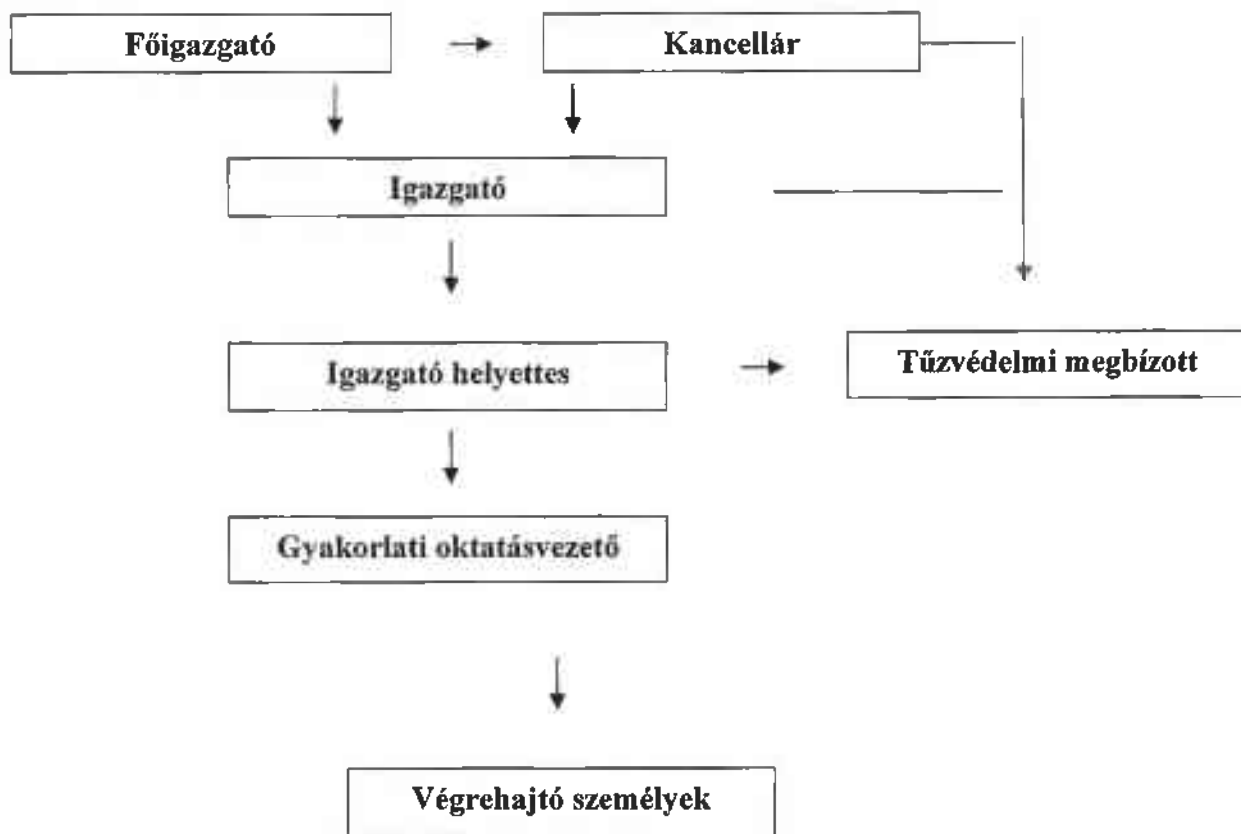 Főigazgató
Kancellár
Igazgató
Igazgató helyettes
Tűzvédelmi megbízott
Gyakorlati oktatásvezető
Végrehajtó személyek